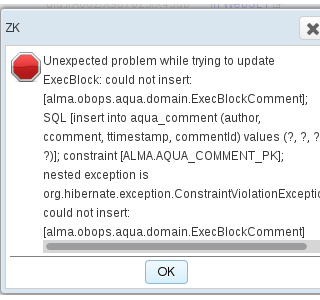 ZK
Unexpected problem while trying to update
ExecBlock: could not insert:
[alma.obops.aqua.domain.ExecBlockComment];
SQL [insert into aqua_comment (author,
ccomment, ttimestamp, commentId) values (?, ?, ?
?)]; constraint [ALMA.AQUA_COMMENT_PK];
nested exception is
org.hibernate.exception.ConstraintViolationExceptio
could not insert:
[alma.obops.aqua.domain.ExecBlockComment]
OK